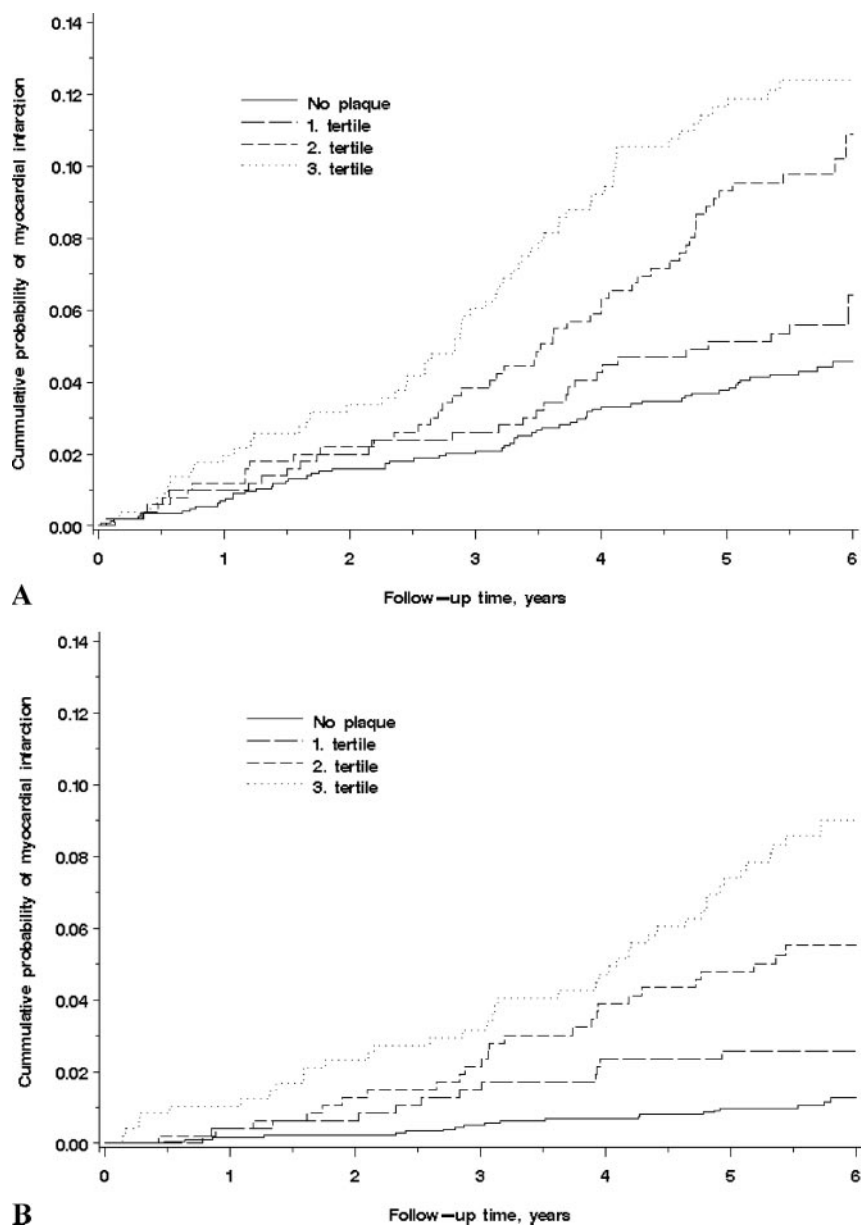 0.14
0.12
0.10
0.08
0.06
0.04
0.02
0.00
Cummulative probability of myocardial infarction
No plaque
1. tertile
2. tertile
3. tertile
0 1 2 3 4 5 6
Follow-up time, years
A
0.14
0.12
0.10
0.08
0.06
0.04
0.02
0.00
Cummulative probability of myocardial infarction
No plaque
1. tertile
2. tertile
3. tertile
0 1 2 3 4 5 6
Follow-up time, years
B